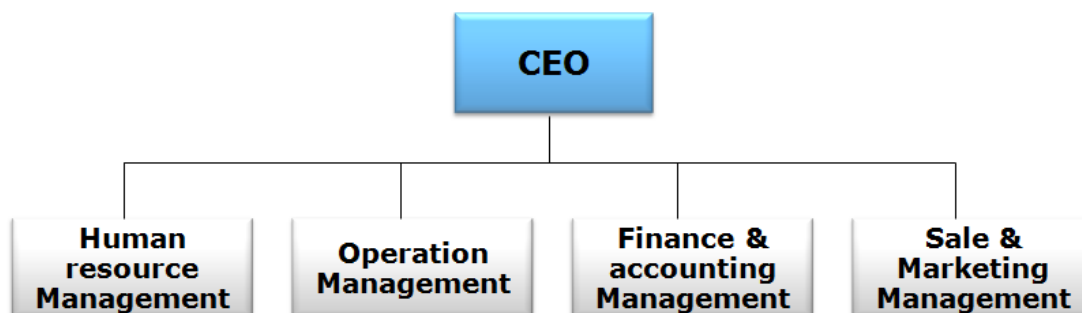 CEO
Human
resource
Management
Operation
Management
Finance &
accounting
Management
Sale &
Marketing
Management